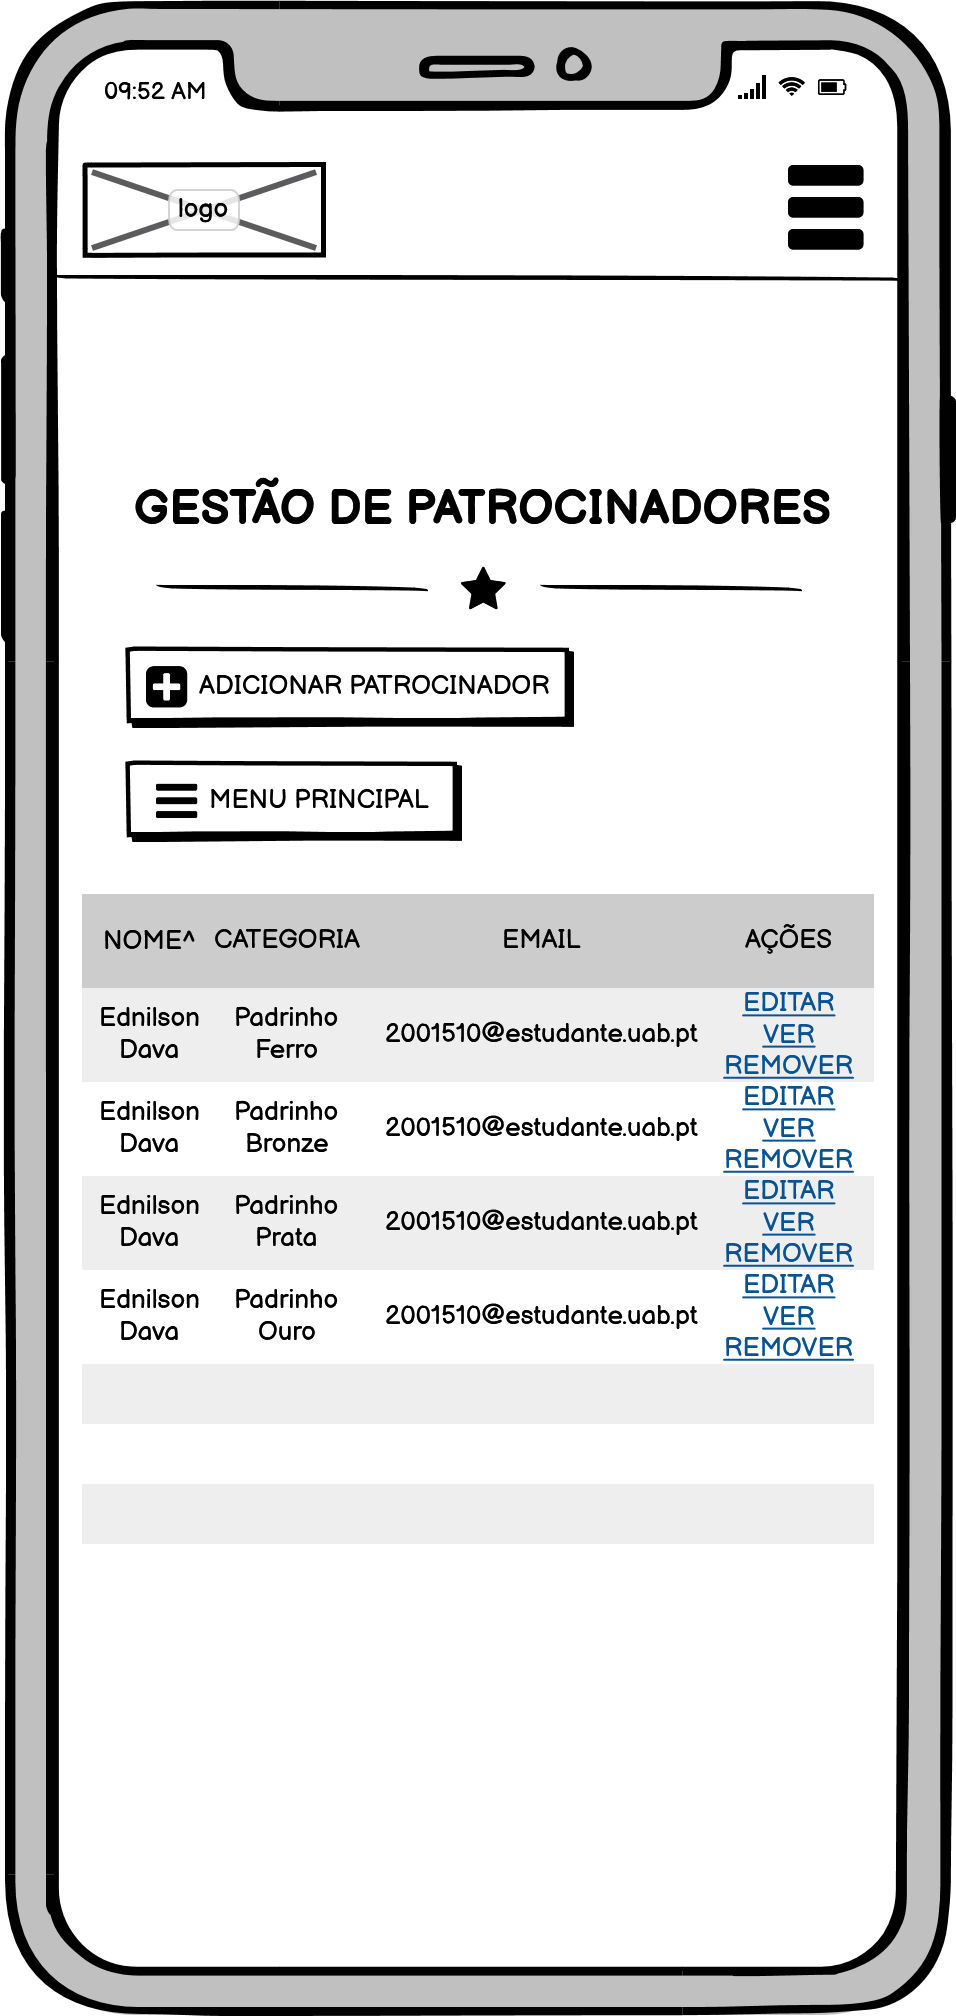 09:52 AM
logo
GESTÃO DE PATROCINADORES
ADICIONAR PATROCINADOR
MENU PRINCIPAL
NOME^ CATEGORIA EMAIL AÇÕES
Ednilson Dava Padrinho Ferro 2001510@estudante.uab.pt EDITAR VER REMOVER
Ednilson Dava Padrinho Bronze 2001510@estudante.uab.pt EDITAR VER REMOVER
Ednilson Dava Padrinho Prata 2001510@estudante.uab.pt EDITAR VER REMOVER
Ednilson Dava Padrinho Ouro 2001510@estudante.uab.pt EDITAR VER REMOVER